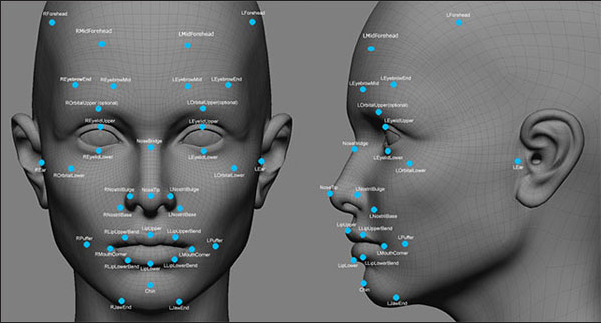 RForehead
LForehead
RMidForehead
LMidForehead
REyebrowEnd
REyebrowMid
LEyebrowMid
LEyebrowEnd
ROrbitalUpper (optional)
LOrbitalUpper(optional)
REyelidUpper
LEyelidUpper
NoseBridge
REyelidLower
LEyelidLower
REar
ROrbitalLower
LOrbitalLower
LEar
RNostrilBulge
NoseTip
LNostrilBulge
RNostrilBase
LNostrilBase
LipUpper
RLipUpperBend
LLipUpperBend
RPuffer
LPuffer
RMouthCorner
LMouthCorner
RLipLowerBend
LLipLowerBend
LipLower
Chin
RJawEnd
LJawEnd
LForehead
LMidForehead
LEyebrowMid
LEyebrowEnd
LOrbitalUpper (optional)
LEyelidUpper
NoseBridge
LEyelidLower
LOrbitalLower
LEar
NoseTip
LNostrilBulge
LNostrilBase
LipUpper
LLipUpperBend
LPuffer
LMouthCorner
LipLower
LLipLowerBend
Chin
LJawEnd